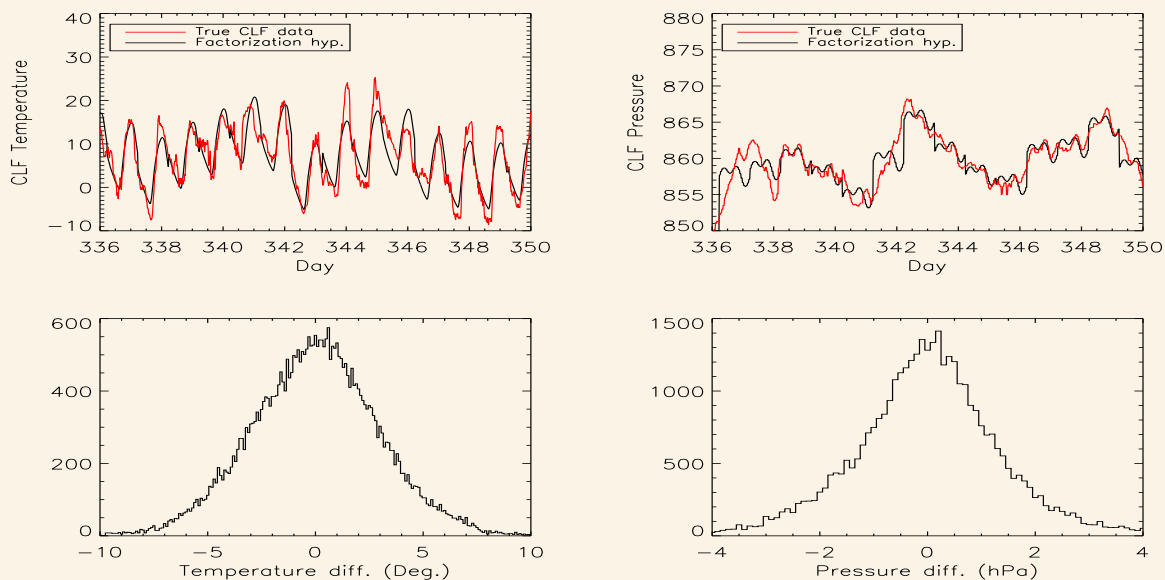 40
30
20
10
0
−10
CLF Temperature
True CLF data
Factorization hyp.
336 338 340 342 344 346 348 350
Day
880
875
870
865
860
855
850
CLF Pressure
True CLF data
Factorization hyp.
336 338 340 342 344 346 348 350
Day
600
400
200
0
−10 −5 0 5 10
Temperature diff. (Deg.)
1500
1000
500
0
−4 −2 0 2 4
Pressure diff. (hPa)